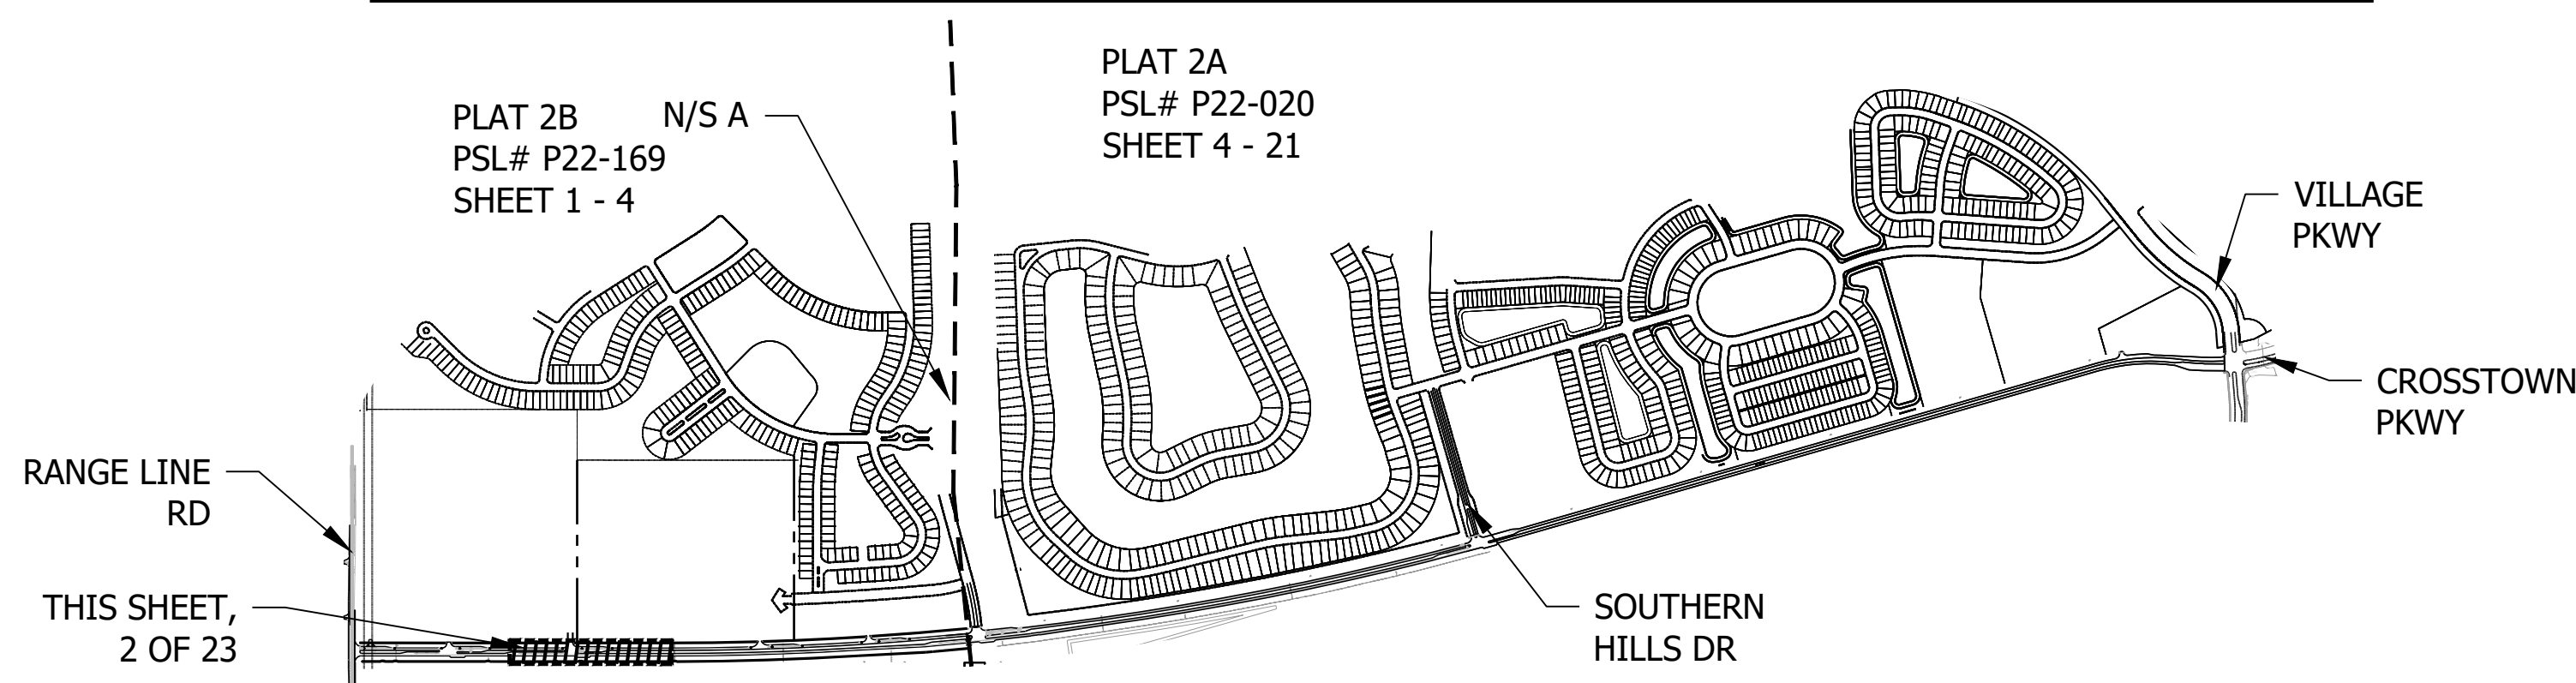 PLAT 2B
PSL# P22-169
SHEET 1 - 4
N/S A
PLAT 2A
PSL# P22-020
SHEET 4 - 21
VILLAGE
PKWY
CROSSTOWN
PKWY
RANGE LINE
RD
THIS SHEET,
2 OF 23
SOUTHERN
HILLS DR